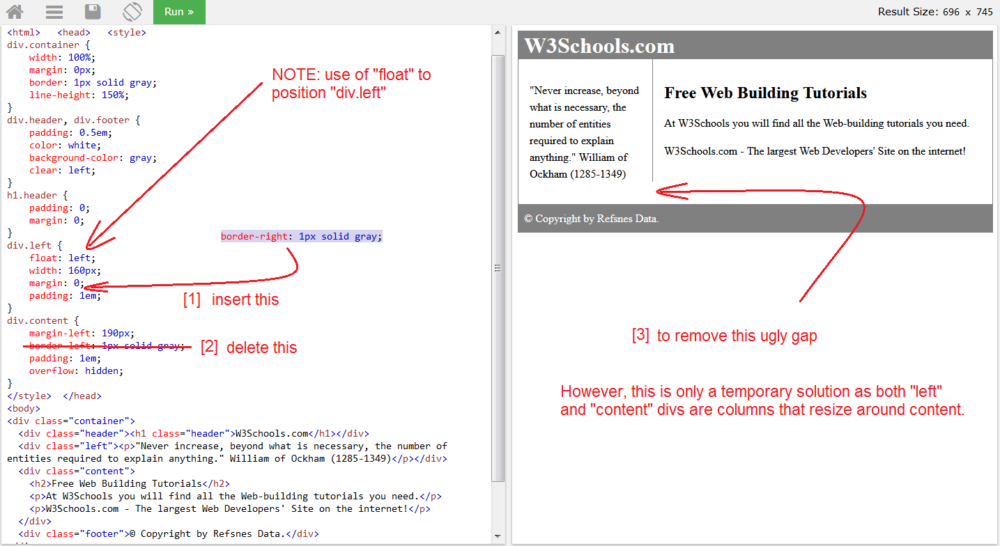 Run »
Result Size: 696 x 745
<html>   <head>   <style>
div.container {
    width: 100%;
    margin: 0px;
    border: 1px solid gray;
    line-height: 150%;
}
div.header, div.footer {
    padding: 0.5em;
    color: white;
    background-color: gray;
    clear: left;
}
h1.header {
    padding: 0;
    margin: 0;
}
div.left {
    float: left;
    width: 160px;
    margin: 0;
    padding: 1em;
}
div.content {
    margin-left: 190px;
    border-left: 1px solid gray;
    padding: 1em;
    overflow: hidden;
}
</style>  </head>
<body>
<div class="container">
  <div class="header"><h1 class="header">W3Schools.com</h1></div>
  <div class="left"><p>"Never increase, beyond what is necessary, the number of
entities required to explain anything." William of Ockham (1285-1349)</p></div>
  <div class="content">
    <h2>Free Web Building Tutorials</h2>
    <p>At W3Schools you will find all the Web-building tutorials you need.</p>
    <p>W3Schools.com - The largest Web Developers' Site on the internet!</p>
  </div>
  <div class="footer">© Copyright by Refsnes Data.</div>
NOTE: use of "float" to
position "div.left"
border-right: 1px solid gray;
[1] insert this
[2] delete this
W3Schools.com
"Never increase, beyond
what is necessary, the
number of entities
required to explain
anything." William of
Ockham (1285-1349)
Free Web Building Tutorials
At W3Schools you will find all the Web-building tutorials you need.
W3Schools.com - The largest Web Developers' Site on the internet!
© Copyright by Refsnes Data.
[3] to remove this ugly gap
However, this is only a temporary solution as both "left"
and "content" divs are columns that resize around content.